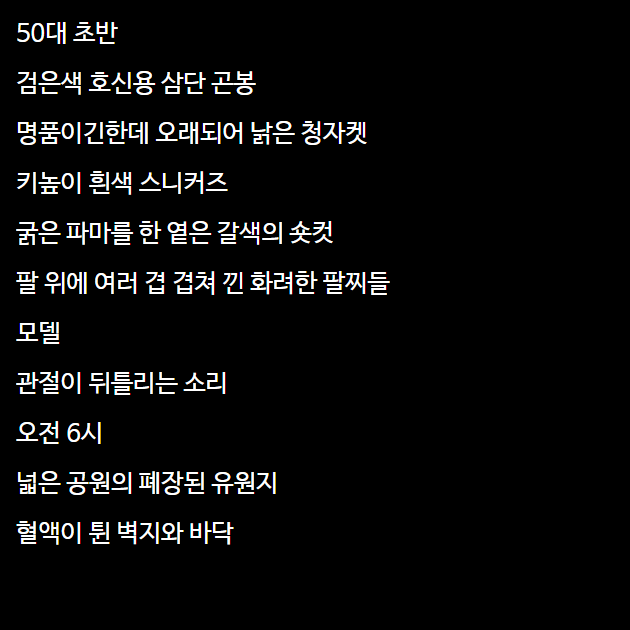 50대 초반
검은색 호신용 삼단 곤봉
명품이긴한데 오래되어 낡은 청자켓
키높이 흰색 스니커즈
굵은 파마를 한 옅은 갈색의 숏컷
팔 위에 여러 겹 겹쳐 낀 화려한 팔찌들
모델
관절이 뒤틀리는 소리
오전 6시
넓은 공원의 폐장된 유원지
혈액이 튄 벽지와 바닥